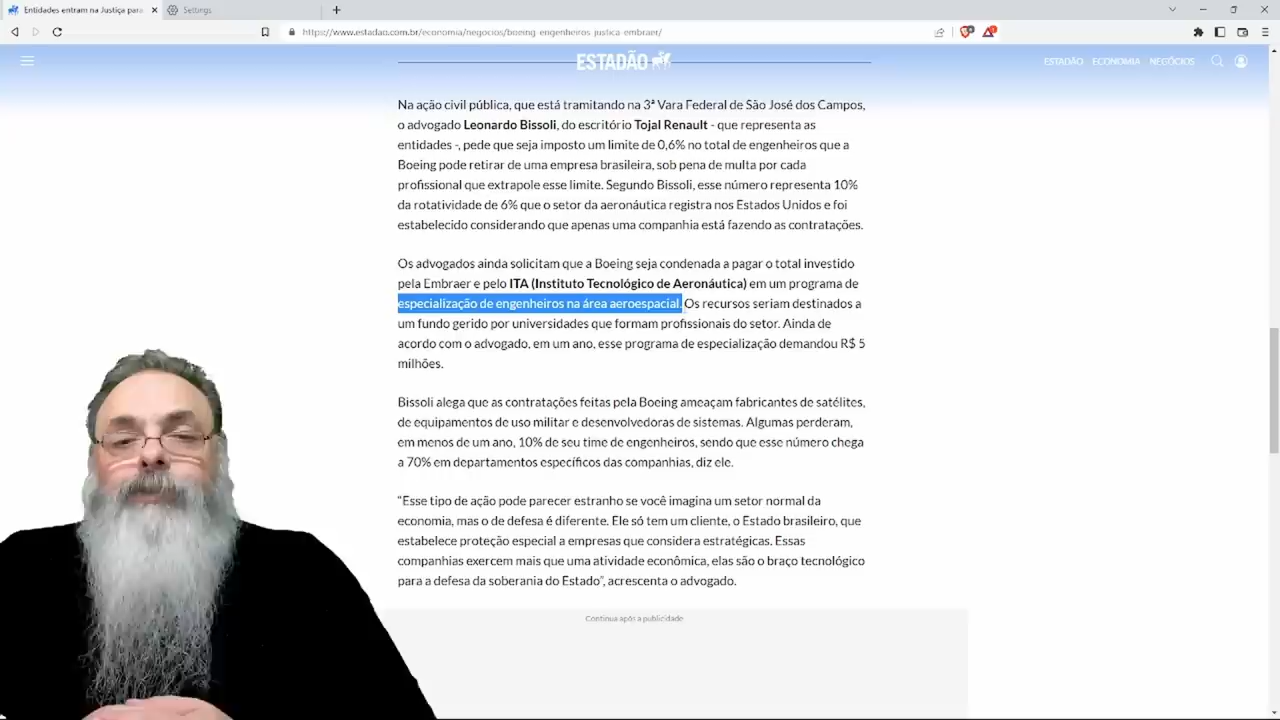 Entidades entram na Justiça para
Settings
https://www.estadao.com.br/economia/negocios/boeing-engenheiros-justica-embraer/
ESTADÃO
ESTADÃO ECONOMIA NEGÓCIOS
Na ação civil pública, que está tramitando na 3ª Vara Federal de São José dos Campos,
o advogado Leonardo Bissoli, do escritório Tojal Renault - que representa as
entidades -, pede que seja imposto um limite de 0,6% no total de engenheiros que a
Boeing pode retirar de uma empresa brasileira, sob pena de multa por cada
profissional que extrapole esse limite. Segundo Bissoli, esse número representa 10%
da rotatividade de 6% que o setor da aeronáutica registra nos Estados Unidos e foi
estabelecido considerando que apenas uma companhia está fazendo as contratações.
Os advogados ainda solicitam que a Boeing seja condenada a pagar o total investido
pela Embraer e pelo ITA (Instituto Tecnológico de Aeronáutica) em um programa de
especialização de engenheiros na área aeroespacial. Os recursos seriam destinados a
um fundo gerido por universidades que formam profissionais do setor. Ainda de
acordo com o advogado, em um ano, esse programa de especialização demandou R$ 5
milhões.
Bissoli alega que as contratações feitas pela Boeing ameaçam fabricantes de satélites,
de equipamentos de uso militar e desenvolvedoras de sistemas. Algumas perderam,
em menos de um ano, 10% de seu time de engenheiros, sendo que esse número chega
a 70% em departamentos específicos das companhias, diz ele.
“Esse tipo de ação pode parecer estranho se você imagina um setor normal da
economia, mas o de defesa é diferente. Ele só tem um cliente, o Estado brasileiro, que
estabelece proteção especial a empresas que considera estratégicas. Essas
companhias exercem mais que uma atividade econômica, elas são o braço tecnológico
para a defesa da soberania do Estado”, acrescenta o advogado.
Continua após a publicidade